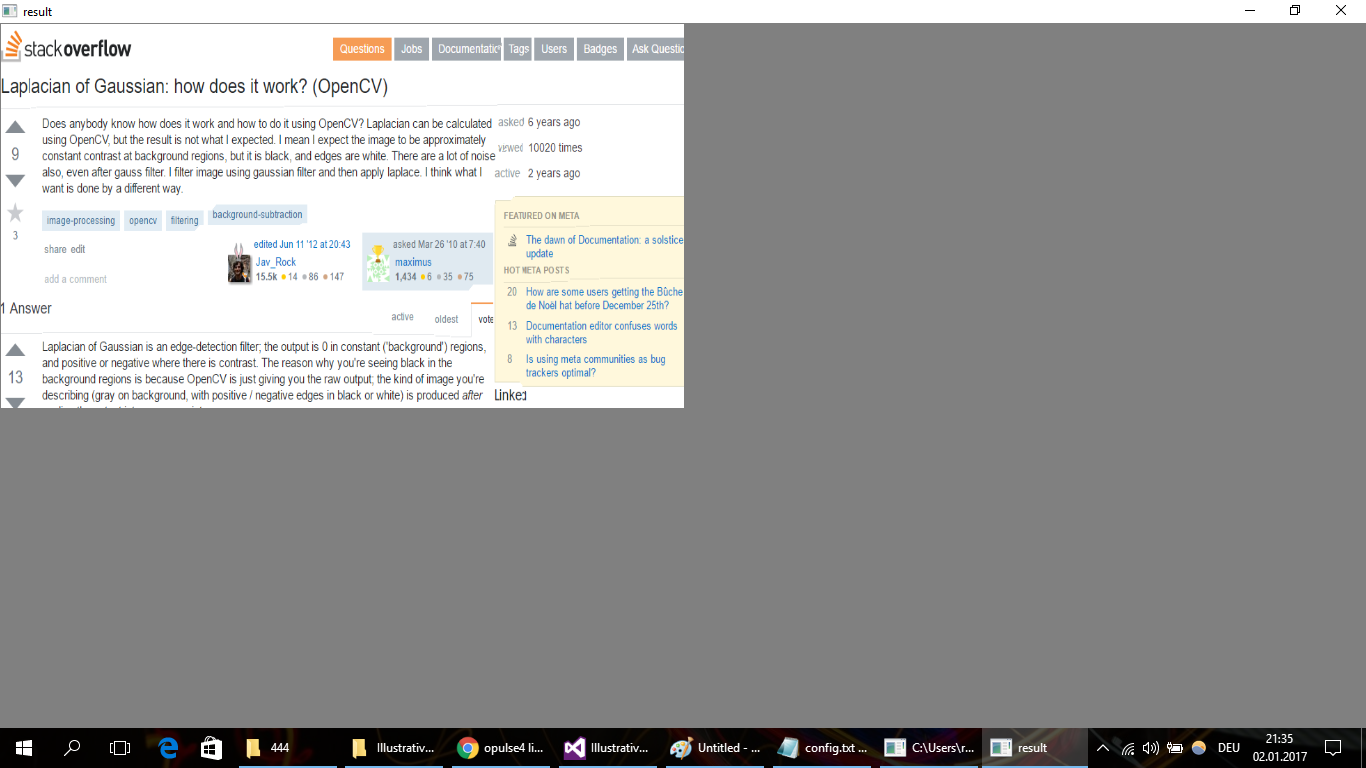 result
stackoverflow
Questions Jobs Documentatio Tags Users Badges Ask Questic
Laplacian of Gaussian: how does it work? (OpenCV)
9
Does anybody know how does it work and how to do it using OpenCV? Laplacian can be calculated
using OpenCV, but the result is not what I expected. I mean I expect the image to be approximately
constant contrast at background regions, but it is black, and edges are white. There are a lot of noise
also, even after gauss filter. I filter image using gaussian filter and then apply laplace. I think what I
want is done by a different way.
3
image-processing opencv filtering background-subtraction
share edit
edited Jun 11 '12 at 20:43
Jav_Rock
15.5k 14 86 147
asked Mar 26 '10 at 7:40
maximus
1,434 6 35 75
add a comment
1 Answer
active oldest vote
13
Laplacian of Gaussian is an edge-detection filter; the output is 0 in constant ('background') regions,
and positive or negative where there is contrast. The reason why you're seeing black in the
background regions is because OpenCV is just giving you the raw output; the kind of image you're
describing (gray on background, with positive / negative edges in black or white) is produced after
asked 6 years ago
viewed 10020 times
active 2 years ago
FEATURED ON META
The dawn of Documentation: a solstice
update
HOT META POSTS
20 How are some users getting the Bûche
de Noël hat before December 25th?
13 Documentation editor confuses words
with characters
8 Is using meta communities as bug
trackers optimal?
Linked
444 Illustrativ... opulse4 li... Illustrativ... Untitled - ... config.txt ... C:\Users\r... result DEU 21:35
02.01.2017